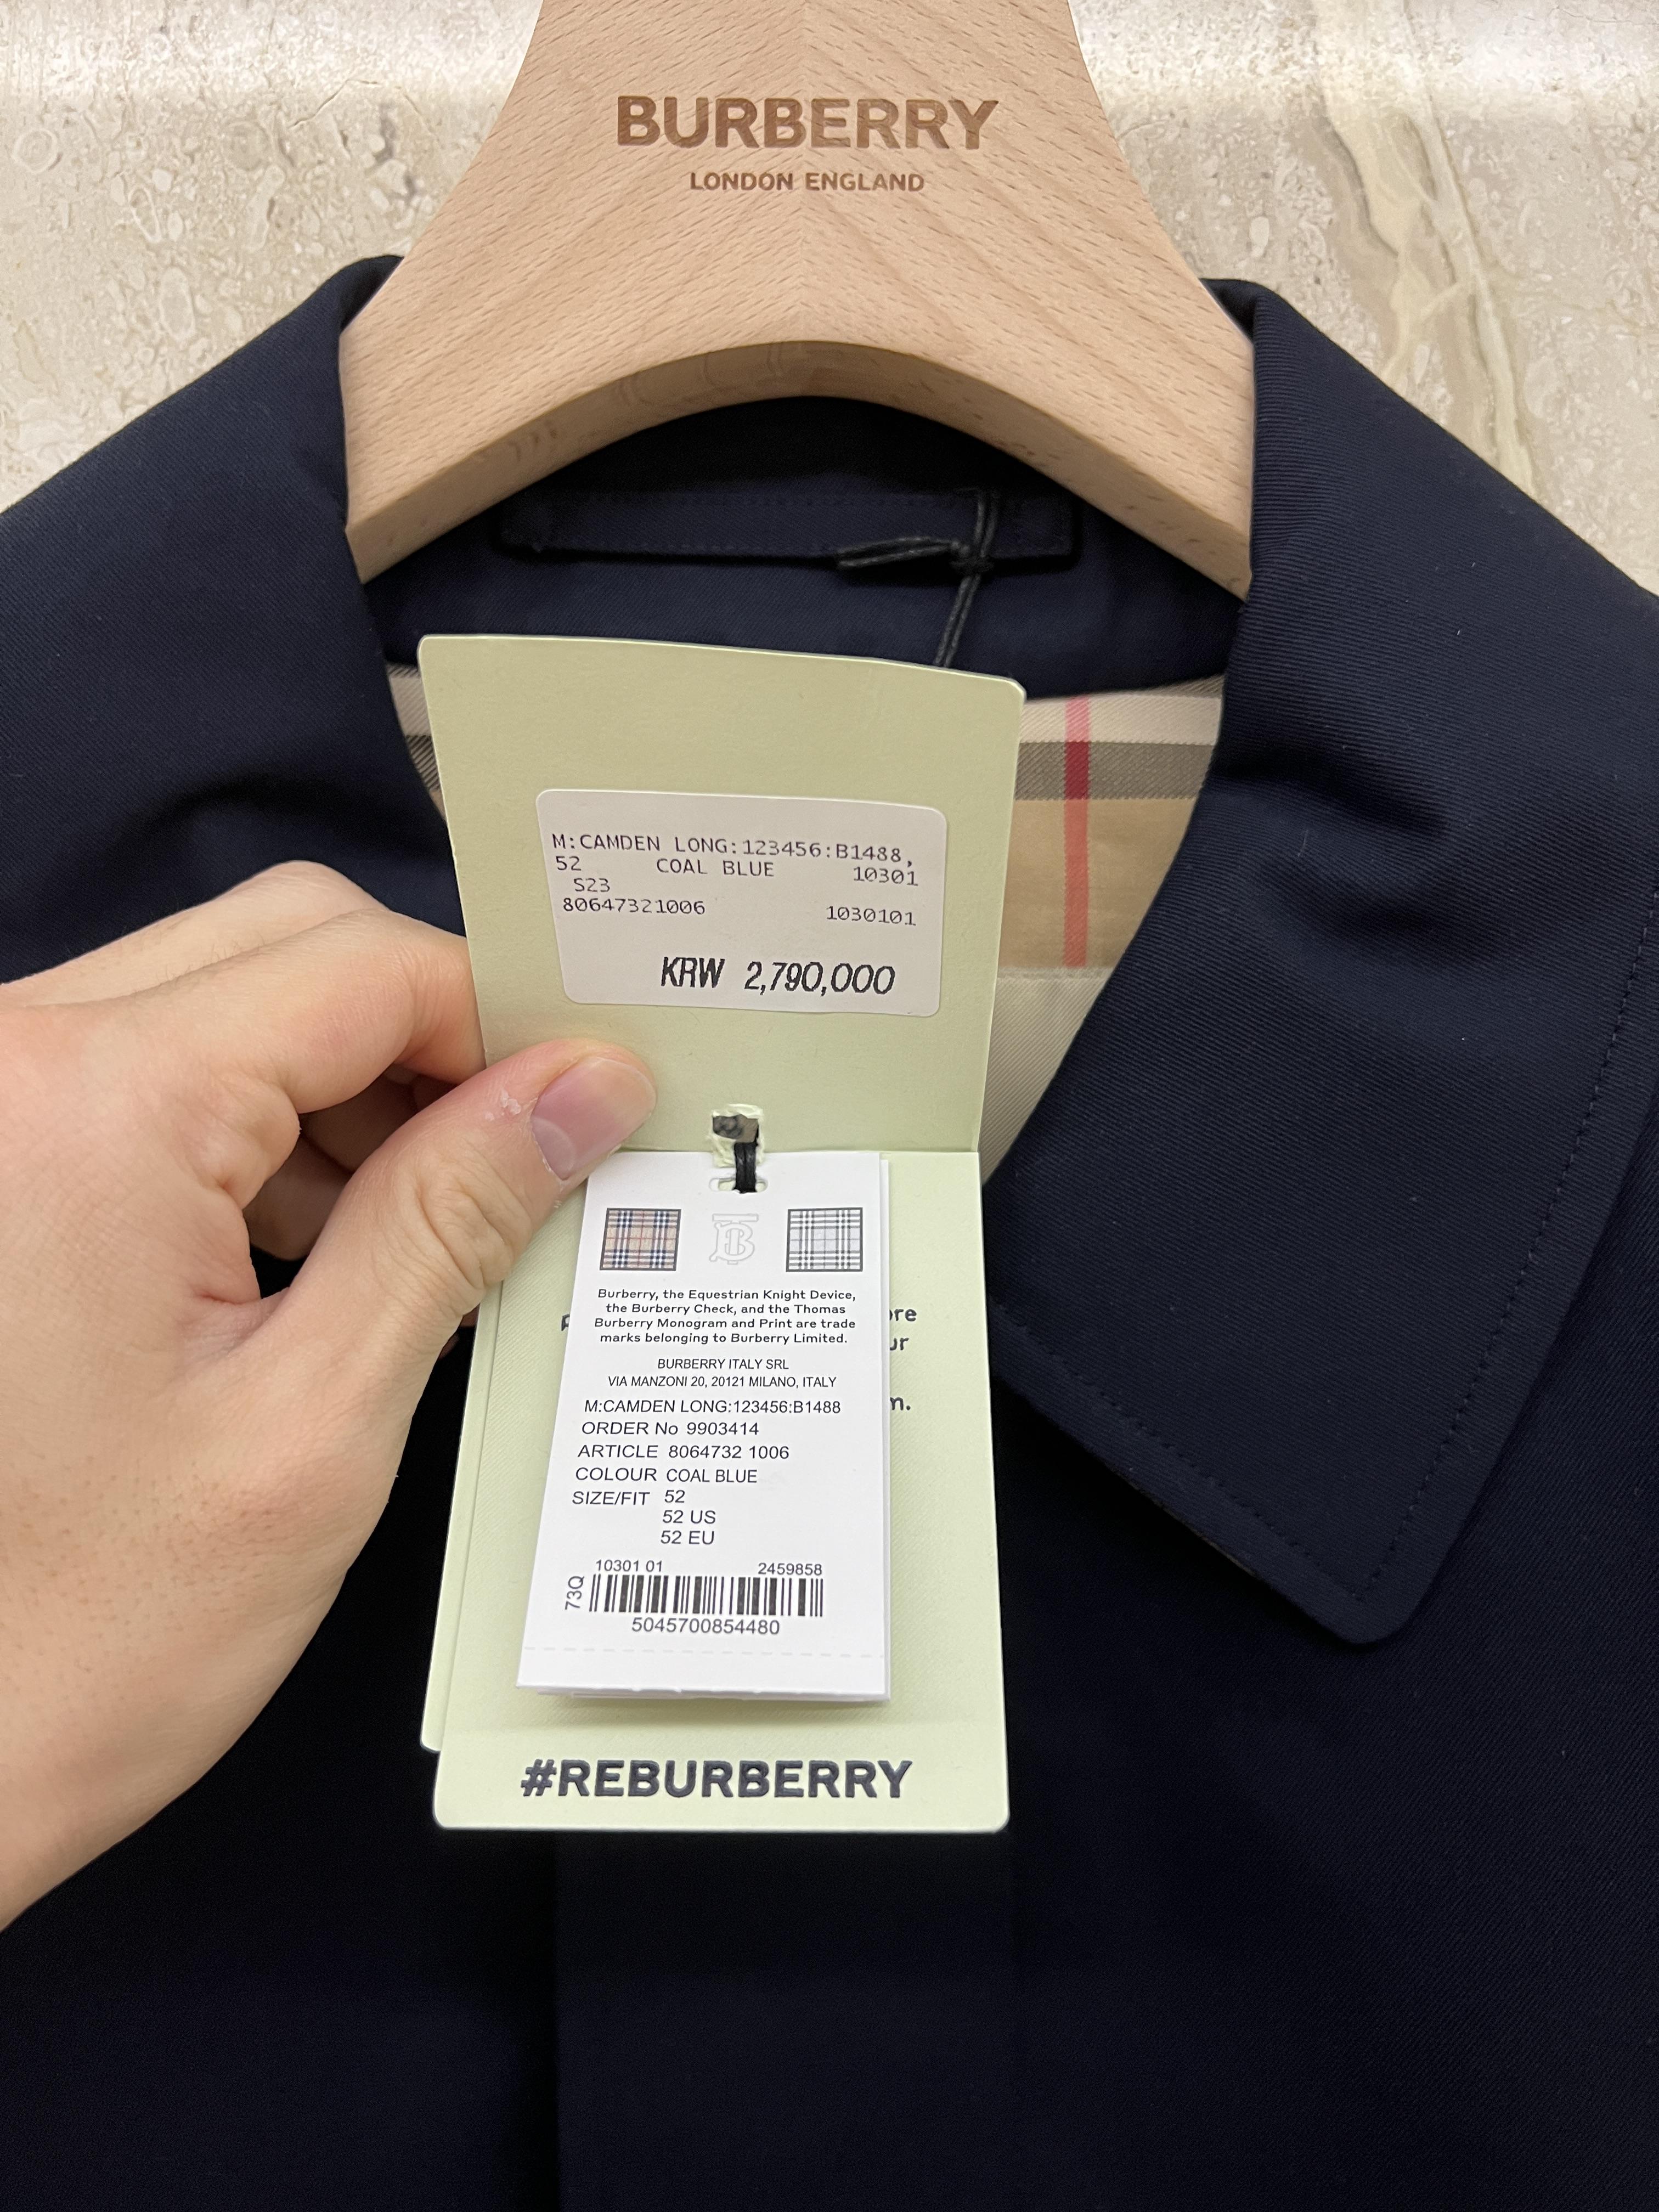 BURBERRY
LONDON ENGLAND
M:CAMDEN LONG:123456:B1488,
52 COAL BLUE 10301
S23
80647321006 1030101
KRW 2,790,000
Burberry, the Equestrian Knight Device,
the Burberry Check, and the Thomas
Burberry Monogram and Print are trade
marks belonging to Burberry Limited.
BURBERRY ITALY SRL
VIA MANZONI 20, 20121 MILANO, ITALY
M:CAMDEN LONG:123456:B1488
ORDER No 9903414
ARTICLE 8064732 1006
COLOUR COAL BLUE
SIZE/FIT 52
52 US
52 EU
10301 01 2459858
73Q
5045700854480
#REBURBERRY